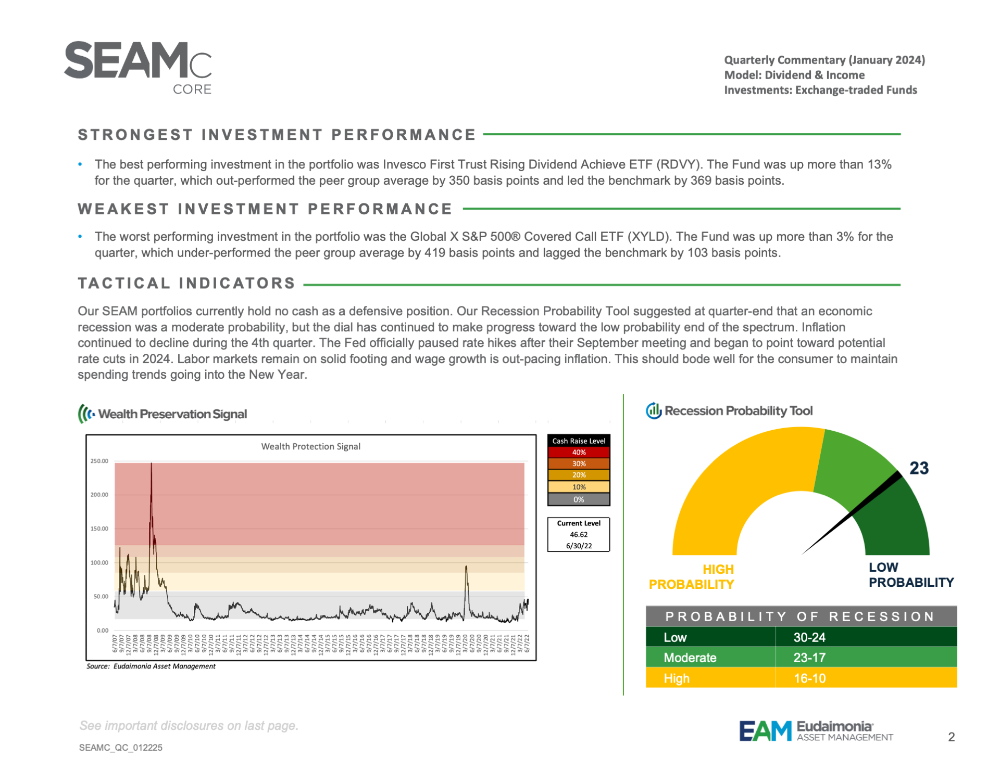 SEAMC
CORE
Quarterly Commentary (January 2024)
Model: Dividend & Income
Investments: Exchange-traded Funds
STRONGEST INVESTMENT PERFORMANCE
• The best performing investment in the portfolio was Invesco First Trust Rising Dividend Achieve ETF (RDVY). The Fund was up more than 13%
for the quarter, which out-performed the peer group average by 350 basis points and led the benchmark by 369 basis points.
WEAKEST INVESTMENT PERFORMANCE
• The worst performing investment in the portfolio was the Global X S&P 500® Covered Call ETF (XYLD). The Fund was up more than 3% for the
quarter, which under-performed the peer group average by 419 basis points and lagged the benchmark by 103 basis points.
TACTICAL INDICATORS
Our SEAM portfolios currently hold no cash as a defensive position. Our Recession Probability Tool suggested at quarter-end that an economic
recession was a moderate probability, but the dial has continued to make progress toward the low probability end of the spectrum. Inflation
continued to decline during the 4th quarter. The Fed officially paused rate hikes after their September meeting and began to point toward potential
rate cuts in 2024. Labor markets remain on solid footing and wage growth is out-pacing inflation. This should bode well for the consumer to maintain
spending trends going into the New Year.
Wealth Preservation Signal
Wealth Protection Signal
250.00
200.00
150.00
100.00
50.00
0.00
6/7/07
9/7/07
12/7/07
3/7/08
6/7/08
9/7/08
12/7/08
3/7/09
6/7/09
9/7/09
12/7/09
3/7/10
6/7/10
9/7/10
12/7/10
3/7/11
6/7/11
9/7/11
12/7/11
3/7/12
6/7/12
9/7/12
12/7/12
3/7/13
6/7/13
9/7/13
12/7/13
3/7/14
6/7/14
9/7/14
12/7/14
3/7/15
6/7/15
9/7/15
12/7/15
3/7/16
6/7/16
9/7/16
12/7/16
3/7/17
6/7/17
9/7/17
12/7/17
3/7/18
6/7/18
9/7/18
12/7/18
3/7/19
6/7/19
9/7/19
12/7/19
3/7/20
6/7/20
9/7/20
12/7/20
3/7/21
6/7/21
9/7/21
12/7/21
3/7/22
6/7/22
Source: Eudaimonia Asset Management
Cash Raise Level
40%
30%
20%
10%
0%
Current Level
46.62
6/30/22
Recession Probability Tool
23
HIGH
PROBABILITY
LOW
PROBABILITY
PROBABILITY OF RECESSION
Low 30-24
Moderate 23-17
High 16-10
See important disclosures on last page.
SEAMC_QC_012225
EAM Eudaimonia
ASSET MANAGEMENT
2